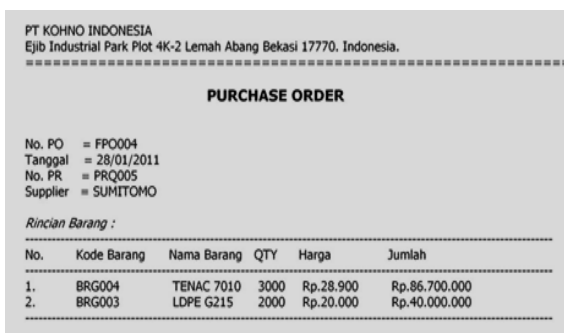 PT KOHNO INDONESIA
Ejib Industrial Park Plot 4K-2 Lemah Abang Bekasi 17770. Indonesia.
PURCHASE ORDER
No. PO = FPO004
Tanggal = 28/01/2011
No. PR = PRQ005
Supplier = SUMITOMO
Rincian Barang :
No. Kode Barang Nama Barang QTY Harga Jumlah
1. BRG004 TENAC 7010 3000 Rp.28.900 Rp.86.700.000
2. BRG003 LDPE G215 2000 Rp.20.000 Rp.40.000.000